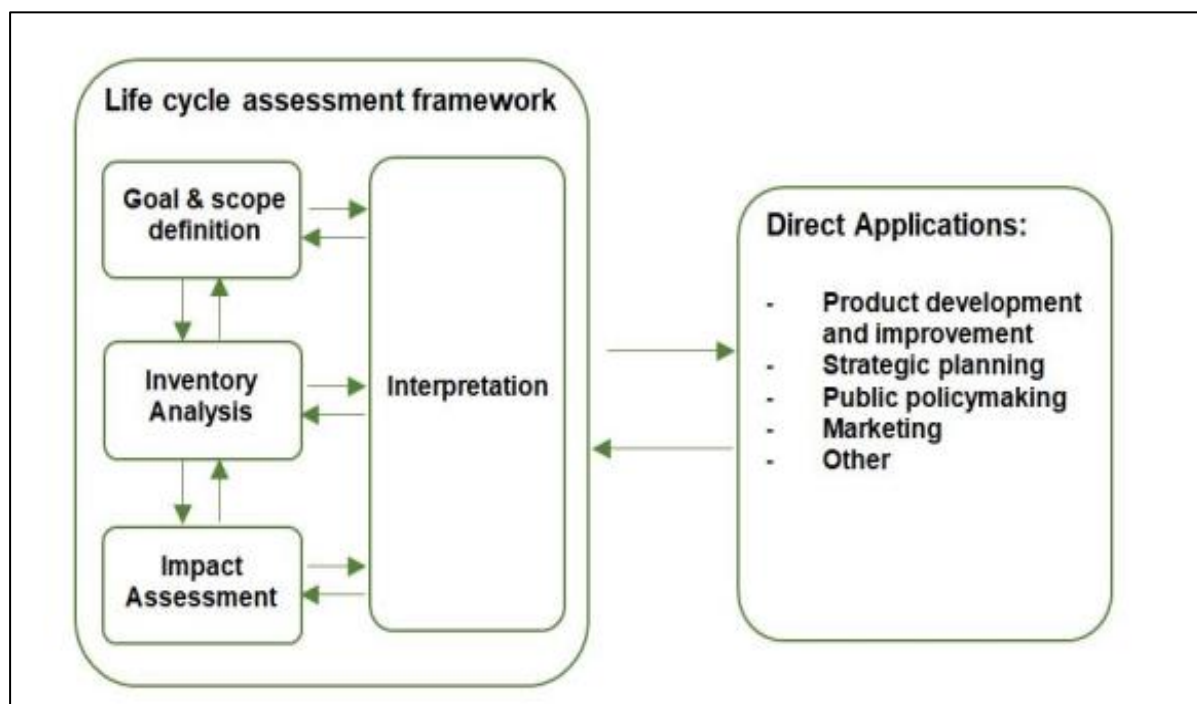 Life cycle assessment framework
Goal & scope
definition
Inventory
Analysis
Impact
Assessment
Interpretation
Direct Applications:
- Product development
and improvement
- Strategic planning
- Public policymaking
- Marketing
- Other